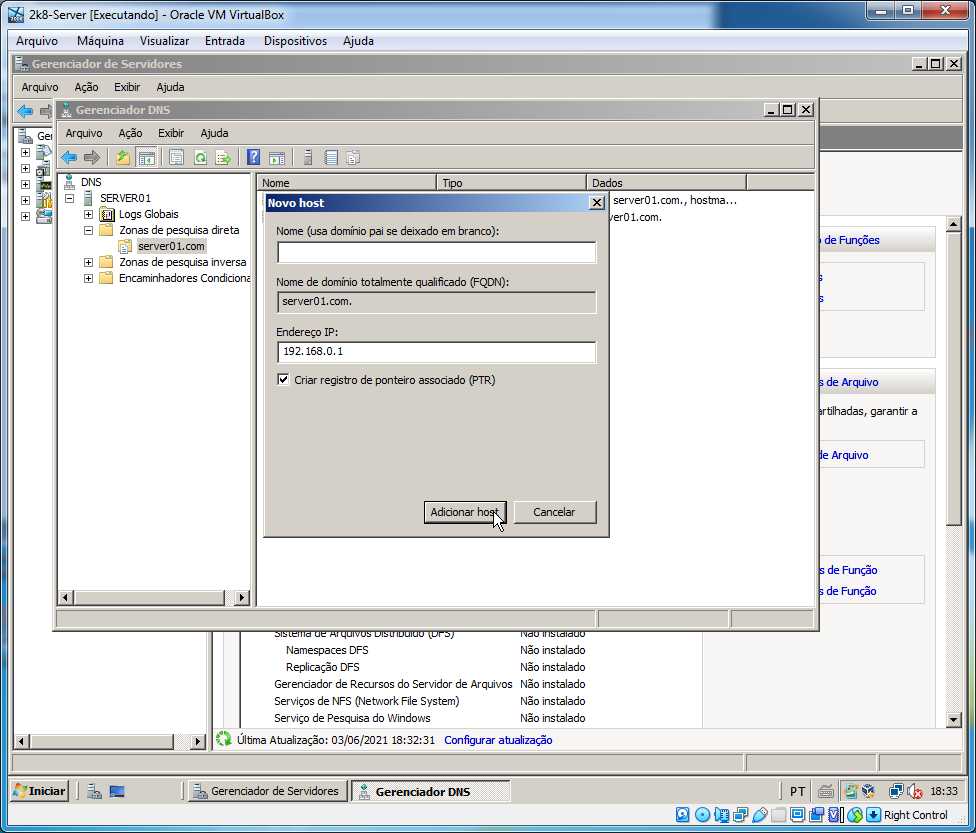 2k8-Server [Executando] - Oracle VM VirtualBox
Arquivo Máquina Visualizar Entrada Dispositivos Ajuda
Gerenciador de Servidores
Arquivo Ação Exibir Ajuda
Gerenciador DNS
Arquivo Ação Exibir Ajuda
DNS
SERVER01
Logs Globais
Zonas de pesquisa direta
server01.com
Zonas de pesquisa inversa
Encaminhadores Condiciona
Nome Tipo Dados
server01.com., hostma...
Novo host
Nome (usa domínio pai se deixado em branco):
Nome de domínio totalmente qualificado (FQDN):
server01.com.
Endereço IP:
192.168.0.1
Criar registro de ponteiro associado (PTR)
Adicionar host Cancelar
de Funções
de Arquivo
garantir a
de Arquivo
de Função
de Função
Sistema de Arquivos Distribuído (DFS) Não instalado
Namespaces DFS Não instalado
Replicação DFS Não instalado
Gerenciador de Recursos do Servidor de Arquivos Não instalado
Serviços de NFS (Network File System) Não instalado
Serviço de Pesquisa do Windows Não instalado
Última Atualização: 03/06/2021 18:32:31 Configurar atualização
Iniciar Gerenciador de Servidores Gerenciador DNS PT 18:33
Right Control